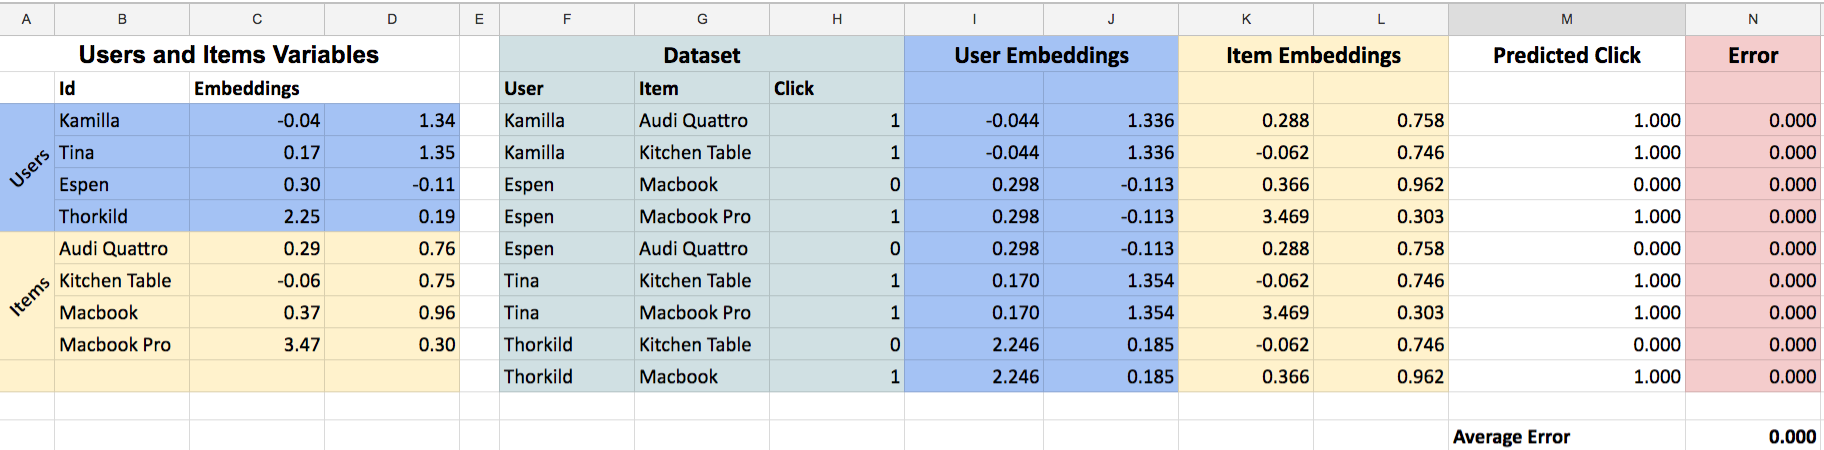 A B C D E F G H I J K L M N
Users and Items Variables Dataset User Embeddings Item Embeddings Predicted Click Error
Id Embeddings User Item Click
Users
Kamilla -0.04 1.34 Kamilla Audi Quattro 1 -0.044 1.336 0.288 0.758 1.000 0.000
Tina 0.17 1.35 Kamilla Kitchen Table 1 -0.044 1.336 -0.062 0.746 1.000 0.000
Espen 0.30 -0.11 Espen Macbook 0 0.298 -0.113 0.366 0.962 0.000 0.000
Thorkild 2.25 0.19 Espen Macbook Pro 1 0.298 -0.113 3.469 0.303 1.000 0.000
Items
Audi Quattro 0.29 0.76 Espen Audi Quattro 0 0.298 -0.113 0.288 0.758 0.000 0.000
Kitchen Table -0.06 0.75 Tina Kitchen Table 1 0.170 1.354 -0.062 0.746 1.000 0.000
Macbook 0.37 0.96 Tina Macbook Pro 1 0.170 1.354 3.469 0.303 1.000 0.000
Macbook Pro 3.47 0.30 Thorkild Kitchen Table 0 2.246 0.185 -0.062 0.746 0.000 0.000
Thorkild Macbook 1 2.246 0.185 0.366 0.962 1.000 0.000
Average Error 0.000